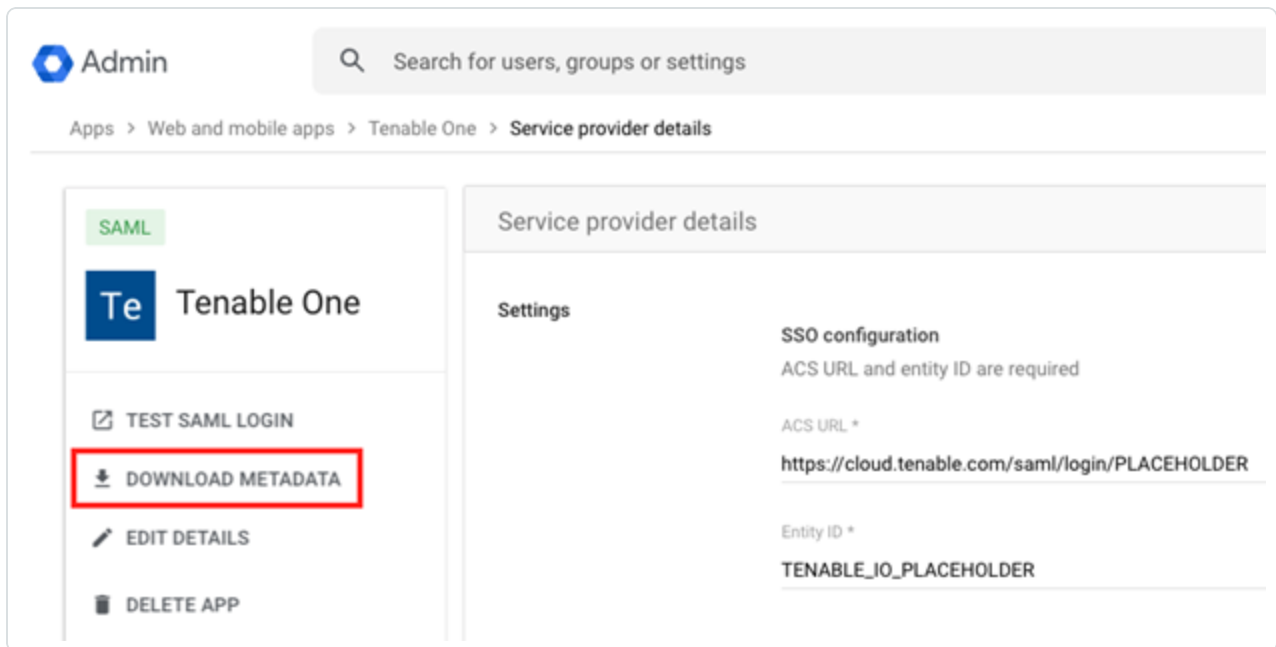 Admin
Search for users, groups or settings
Apps > Web and mobile apps > Tenable One > Service provider details
SAML
Te
Tenable One
TEST SAML LOGIN
DOWNLOAD METADATA
EDIT DETAILS
DELETE APP
Service provider details
Settings
SSO configuration
ACS URL and entity ID are required
ACS URL *
https://cloud.tenable.com/saml/login/PLACEHOLDER
Entity ID *
TENABLE_IO_PLACEHOLDER